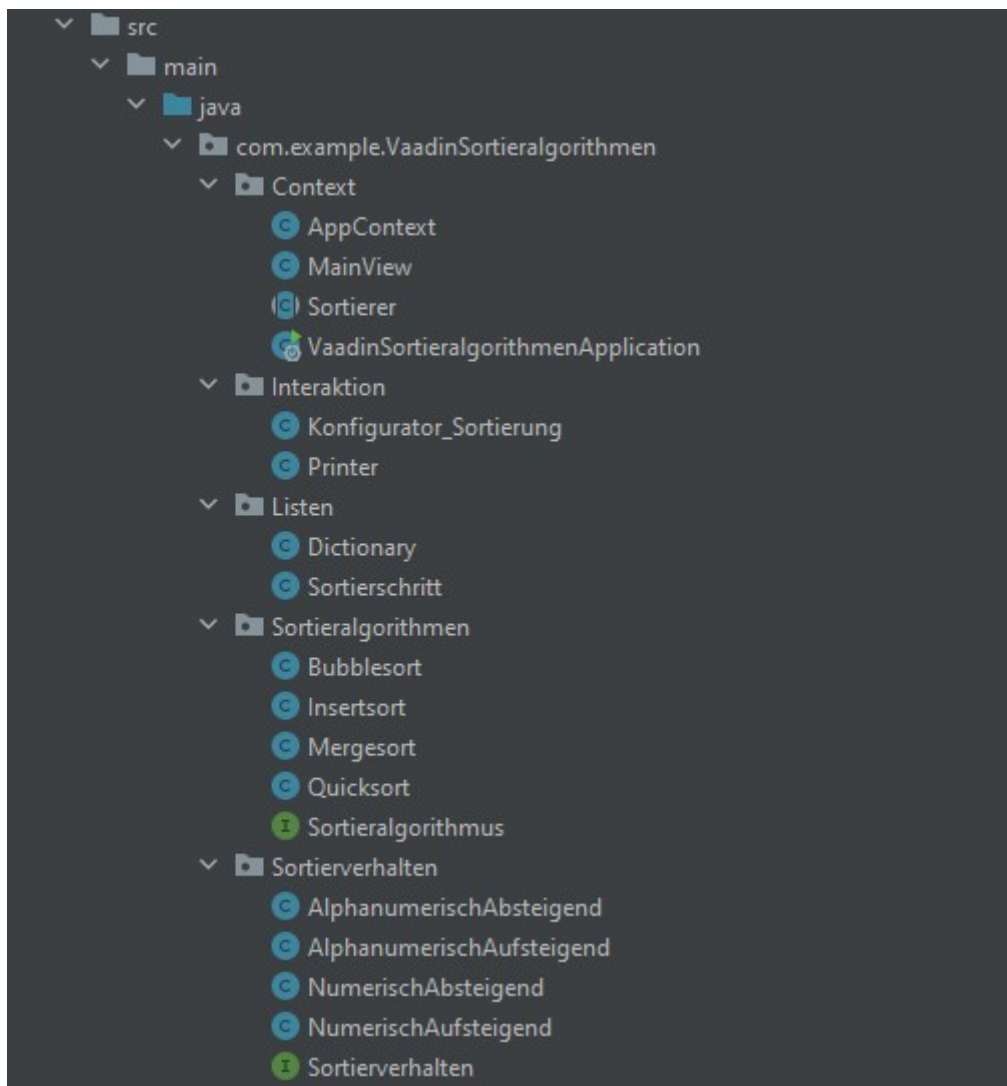 src
main
java
com.example.VaadinSortieralgorithmen
Context
C AppContext
C MainView
C Sortierer
C VaadinSortieralgorithmenApplication
Interaktion
C Konfigurator_Sortierung
C Printer
Listen
C Dictionary
C Sortierschritt
Sortieralgorithmen
C Bubblesort
C Insertsort
C Mergesort
C Quicksort
I Sortieralgorithmus
Sortierverhalten
C AlphanumerischAbsteigend
C AlphanumerischAufsteigend
C NumerischAbsteigend
C NumerischAufsteigend
I Sortierverhalten